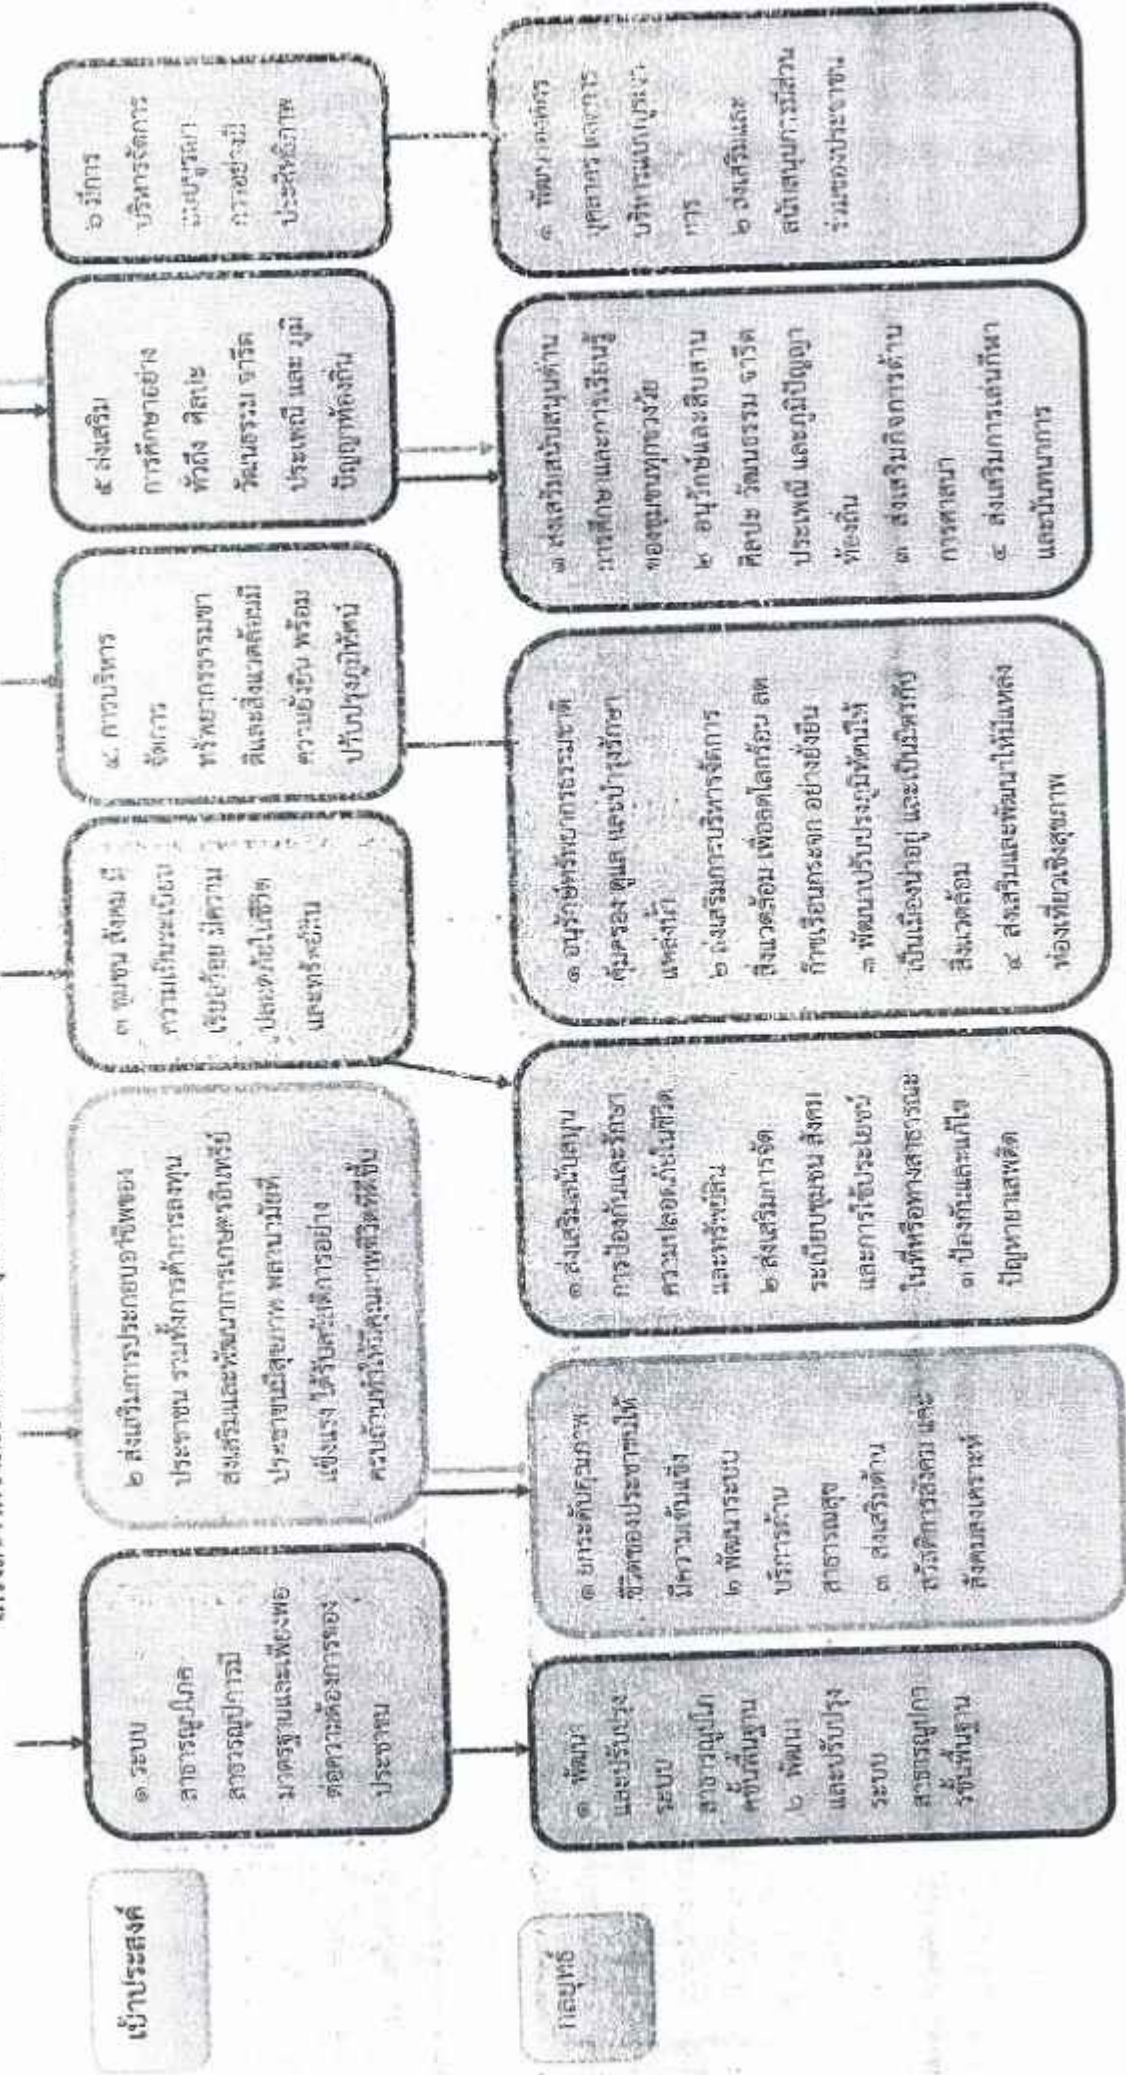 เป้าประสงค์
๑ ระบบ
สาธารณูปโภค
สาธารณูปการมี
มาตรฐานและเพียงพอ
ต่อความต้องการของ
ประชาชน
๒ ส่งเสริมการประกอบอาชีพของ
ประชาชน รวมทั้งการค้าการลงทุน
ส่งเสริมและพัฒนาการเกษตรอินทรีย์
ประชาชนมีสุขภาพ พลานามัยที่
แข็งแรง ได้รับสวัสดิการอย่าง
ครบถ้วนทำให้มีคุณภาพชีวิตที่ดีขึ้น
๓ ชุมชน สังคม มี
ความเป็นระเบียบ
เรียบร้อย มีความ
ปลอดภัยในชีวิต
และทรัพย์สิน
๔ การบริหาร
จัดการ
ทรัพยากรธรรมชา
ติและสิ่งแวดล้อมมี
ความยั่งยืน พร้อม
ปรับปรุงภูมิทัศน์
๕ ส่งเสริม
การศึกษาอย่าง
ทั่วถึง ศิลปะ
วัฒนธรรม จารีต
ประเพณี และ ภูมิ
ปัญญาท้องถิ่น
๖ มีการ
บริหารจัดการ
แบบบูรณา
การอย่างมี
ประสิทธิภาพ
กลยุทธ์
๑ พัฒนา
และปรับปรุง
ระบบ
สาธารณูปโภ
คขั้นพื้นฐาน
๒ พัฒนา
และปรับปรุง
ระบบ
สาธารณูปกา
รขั้นพื้นฐาน
๑ ยกระดับคุณภาพ
ชีวิตของประชาชนให้
มีความเข้มแข็ง
๒ พัฒนาระบบ
บริการด้าน
สาธารณสุข
๓ ส่งเสริมด้าน
สวัสดิการสังคม และ
สังคมสงเคราะห์
๑ ส่งเสริมสนับสนุน
การป้องกันและรักษา
ความปลอดภัยในชีวิต
และทรัพย์สิน
๒ ส่งเสริมการจัด
ระเบียบชุมชน สังคม
และการใช้ประโยชน์
ในที่หรือทางสาธารณะ
๓ ป้องกันและแก้ไข
ปัญหายาเสพติด
๑ อนุรักษ์ทรัพยากรธรรมชาติ
คุ้มครอง ดูแล และบำรุงรักษา
แหล่งน้ำ
๒ ส่งเสริมการบริหารจัดการ
สิ่งแวดล้อม เพื่อลดโลกร้อน ลด
ก๊าซเรือนกระจก อย่างยั่งยืน
๓ พัฒนาปรับปรุงภูมิทัศน์ให้
เป็นเมืองน่าอยู่ และเป็นมิตรกับ
สิ่งแวดล้อม
๔ ส่งเสริมและพัฒนาให้มีแหล่ง
ท่องเที่ยวเชิงสุขภาพ
๑ ส่งเสริมสนับสนุนด้าน
การศึกษาและการเรียนรู้
ของชุมชนทุกช่วงวัย
๒ อนุรักษ์และสืบสาน
ศิลปะ วัฒนธรรม จารีต
ประเพณี และภูมิปัญญา
ท้องถิ่น
๓ ส่งเสริมกิจการด้าน
การศาสนา
๔ ส่งเสริมการเล่นกีฬา
และนันทนาการ
๑ พัฒนาองค์กร
บุคลากร และการ
บริหารแบบบูรณา
การ
๒ ส่งเสริมและ
สนับสนุนการมีส่วน
ร่วมของประชาชน